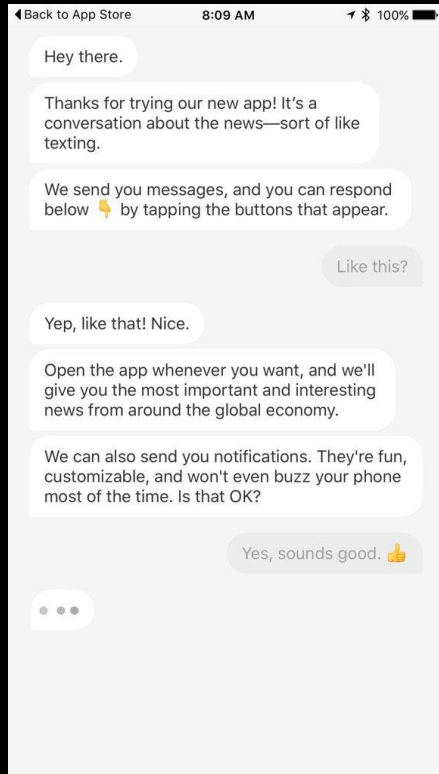 Back to App Store 8:09 AM 100%
Hey there.
Thanks for trying our new app! It’s a
conversation about the news—sort of like
texting.
We send you messages, and you can respond
below 👇 by tapping the buttons that appear.
Like this?
Yep, like that! Nice.
Open the app whenever you want, and we'll
give you the most important and interesting
news from around the global economy.
We can also send you notifications. They're fun,
customizable, and won't even buzz your phone
most of the time. Is that OK?
Yes, sounds good. 👍